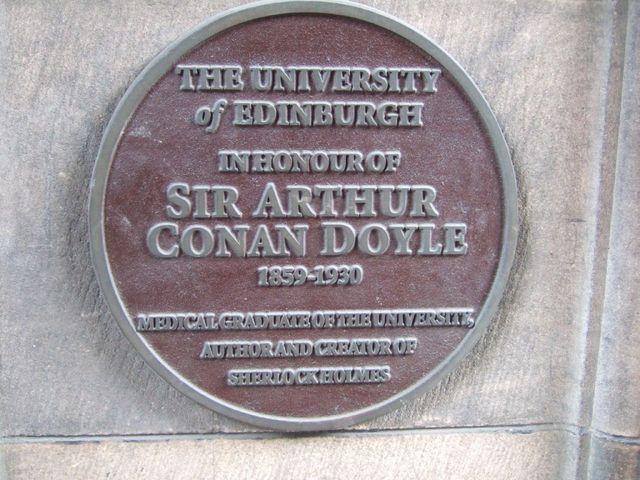 THE UNIVERSITY
of EDINBURGH
IN HONOUR OF
SIR ARTHUR
CONAN DOYLE
1859-1930
MEDICAL GRADUATE OF THE UNIVERSITY,
AUTHOR AND CREATOR OF
SHERLOCK HOLMES